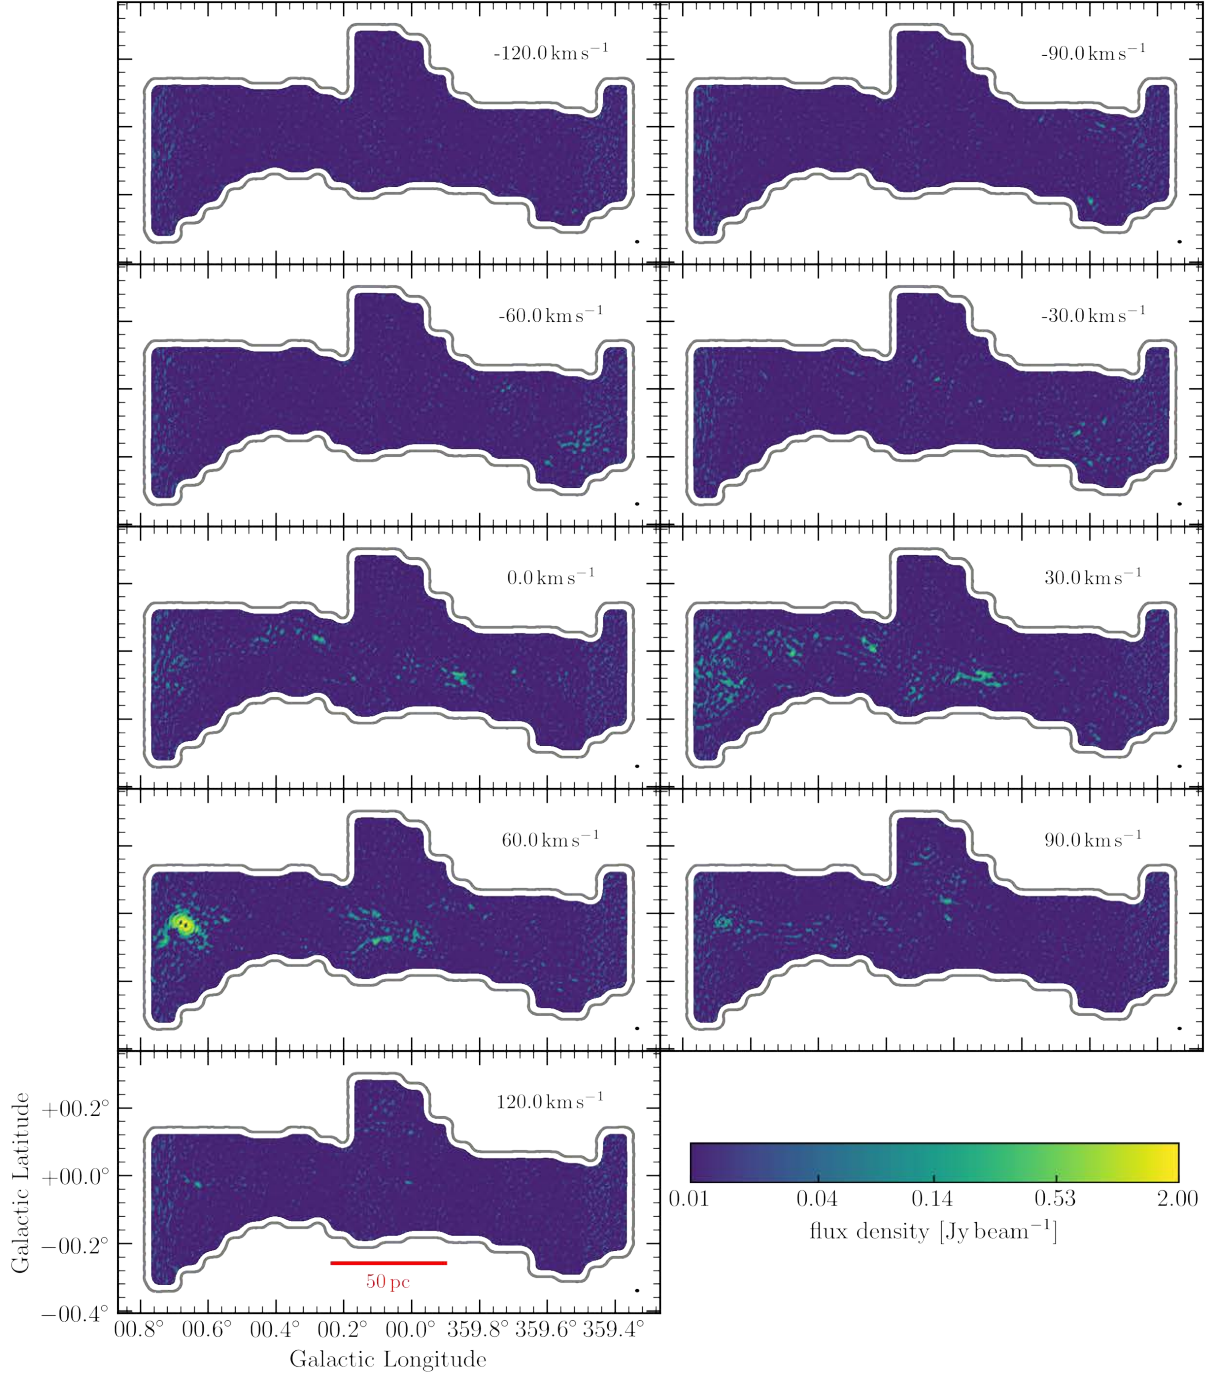 -120.0 km s⁻¹
-90.0 km s⁻¹
-60.0 km s⁻¹
-30.0 km s⁻¹
0.0 km s⁻¹
30.0 km s⁻¹
60.0 km s⁻¹
90.0 km s⁻¹
120.0 km s⁻¹
+00.2°
+00.0°
−00.2°
−00.4°
Galactic Latitude
50 pc
00.8° 00.6° 00.4° 00.2° 00.0° 359.8° 359.6° 359.4°
Galactic Longitude
0.01 0.04 0.14 0.53 2.00
flux density [Jy beam⁻¹]